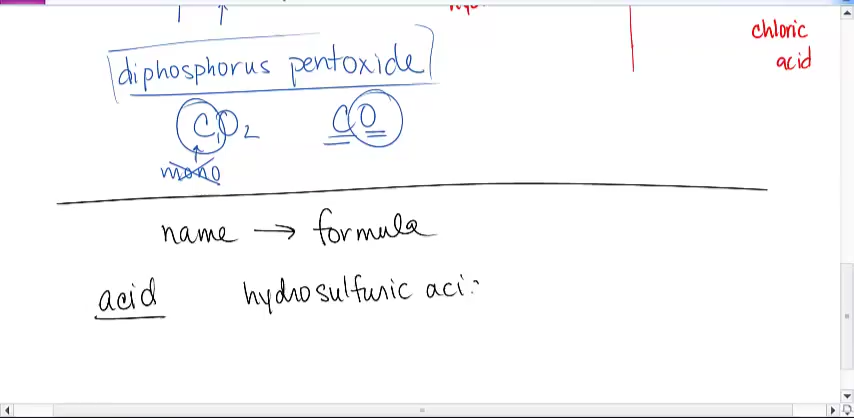 chloric
acid
diphosphorus pentoxide
CO2 CO
mono
name → formula
acid hydrosulfuric aci